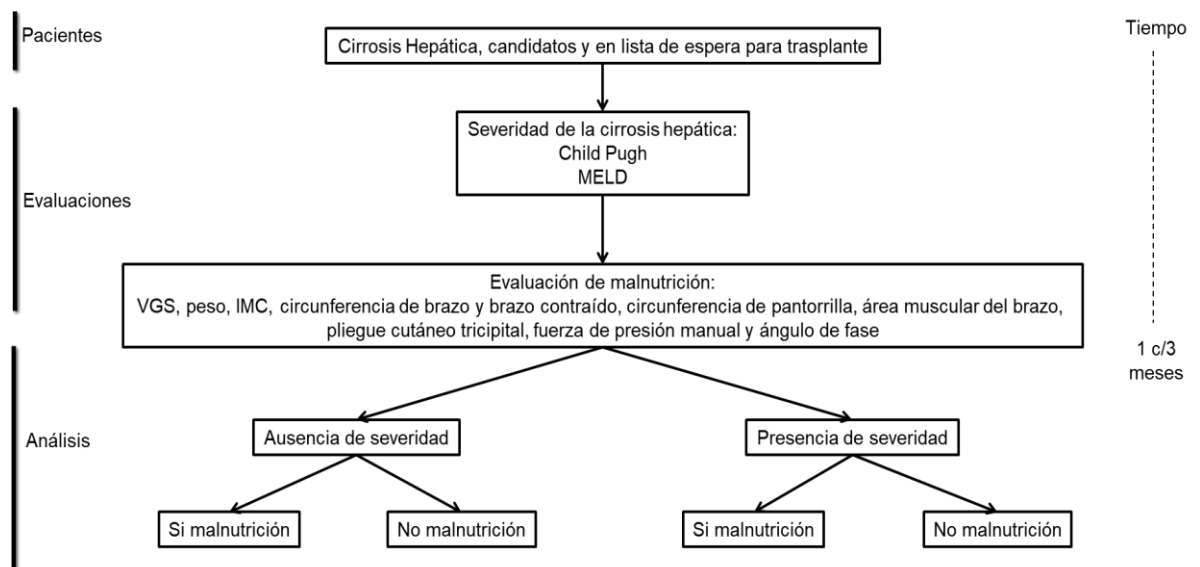 Pacientes
Tiempo
Cirrosis Hepática, candidatos y en lista de espera para trasplante
Severidad de la cirrosis hepática:
Child Pugh
MELD
Evaluaciones
Evaluación de malnutrición:
VGS, peso, IMC, circunferencia de brazo y brazo contraído, circunferencia de pantorrilla, área muscular del brazo,
pliegue cutáneo tricipital, fuerza de presión manual y ángulo de fase
1 c/3
meses
Análisis
Ausencia de severidad
Presencia de severidad
Si malnutrición
No malnutrición
Si malnutrición
No malnutrición